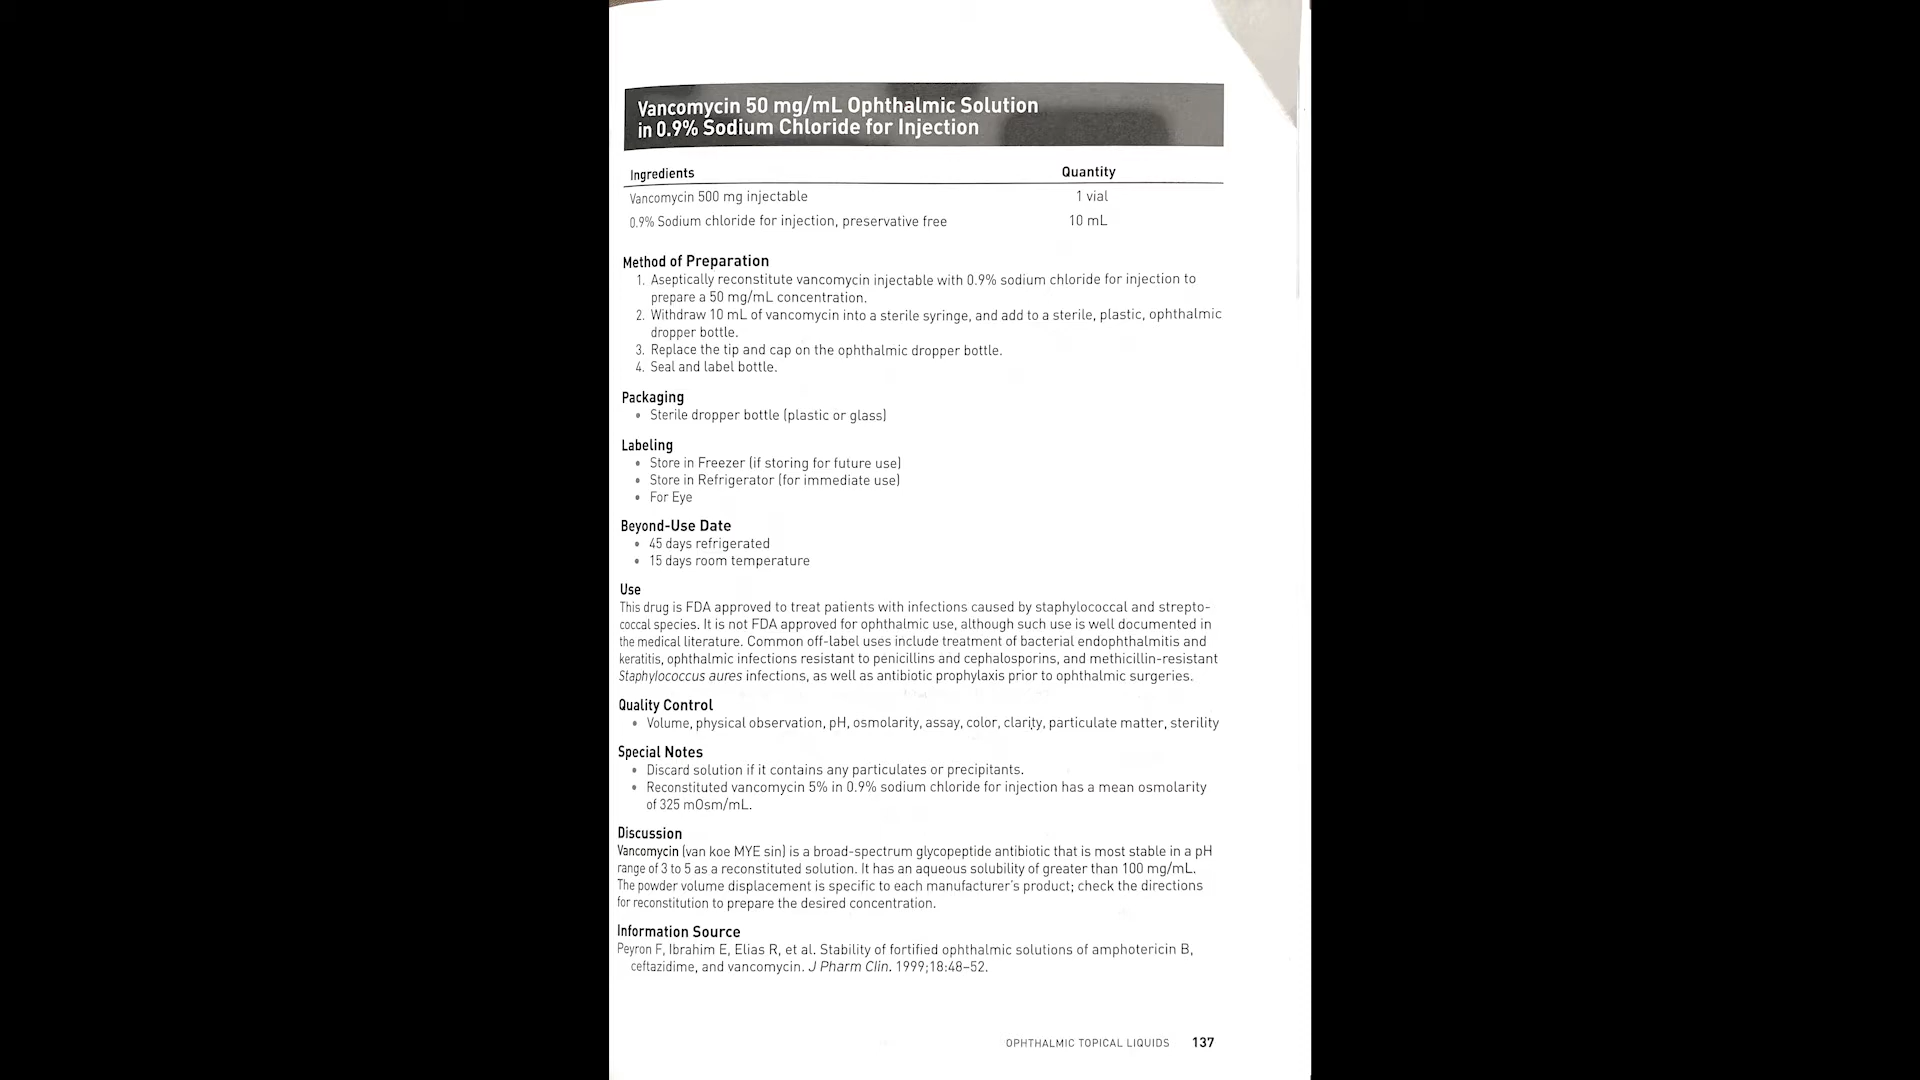 Vancomycin 50 mg/mL Ophthalmic Solution
in 0.9% Sodium Chloride for Injection
Ingredients Quantity
Vancomycin 500 mg injectable 1 vial
0.9% Sodium chloride for injection, preservative free 10 mL
Method of Preparation
1. Aseptically reconstitute vancomycin injectable with 0.9% sodium chloride for injection to
prepare a 50 mg/mL concentration.
2. Withdraw 10 mL of vancomycin into a sterile syringe, and add to a sterile, plastic, ophthalmic
dropper bottle.
3. Replace the tip and cap on the ophthalmic dropper bottle.
4. Seal and label bottle.
Packaging
• Sterile dropper bottle (plastic or glass)
Labeling
• Store in Freezer (if storing for future use)
• Store in Refrigerator (for immediate use)
• For Eye
Beyond-Use Date
• 45 days refrigerated
• 15 days room temperature
Use
This drug is FDA approved to treat patients with infections caused by staphylococcal and strepto-
coccal species. It is not FDA approved for ophthalmic use, although such use is well documented in
the medical literature. Common off-label uses include treatment of bacterial endophthalmitis and
keratitis, ophthalmic infections resistant to penicillins and cephalosporins, and methicillin-resistant
Staphylococcus aures infections, as well as antibiotic prophylaxis prior to ophthalmic surgeries.
Quality Control
• Volume, physical observation, pH, osmolarity, assay, color, clarity, particulate matter, sterility
Special Notes
• Discard solution if it contains any particulates or precipitants.
• Reconstituted vancomycin 5% in 0.9% sodium chloride for injection has a mean osmolarity
of 325 mOsm/mL.
Discussion
Vancomycin (van koe MYE sin) is a broad-spectrum glycopeptide antibiotic that is most stable in a pH
range of 3 to 5 as a reconstituted solution. It has an aqueous solubility of greater than 100 mg/mL.
The powder volume displacement is specific to each manufacturer's product; check the directions
for reconstitution to prepare the desired concentration.
Information Source
Peyron F, Ibrahim E, Elias R, et al. Stability of fortified ophthalmic solutions of amphotericin B,
ceftazidime, and vancomycin. J Pharm Clin. 1999;18:48–52.
OPHTHALMIC TOPICAL LIQUIDS 137